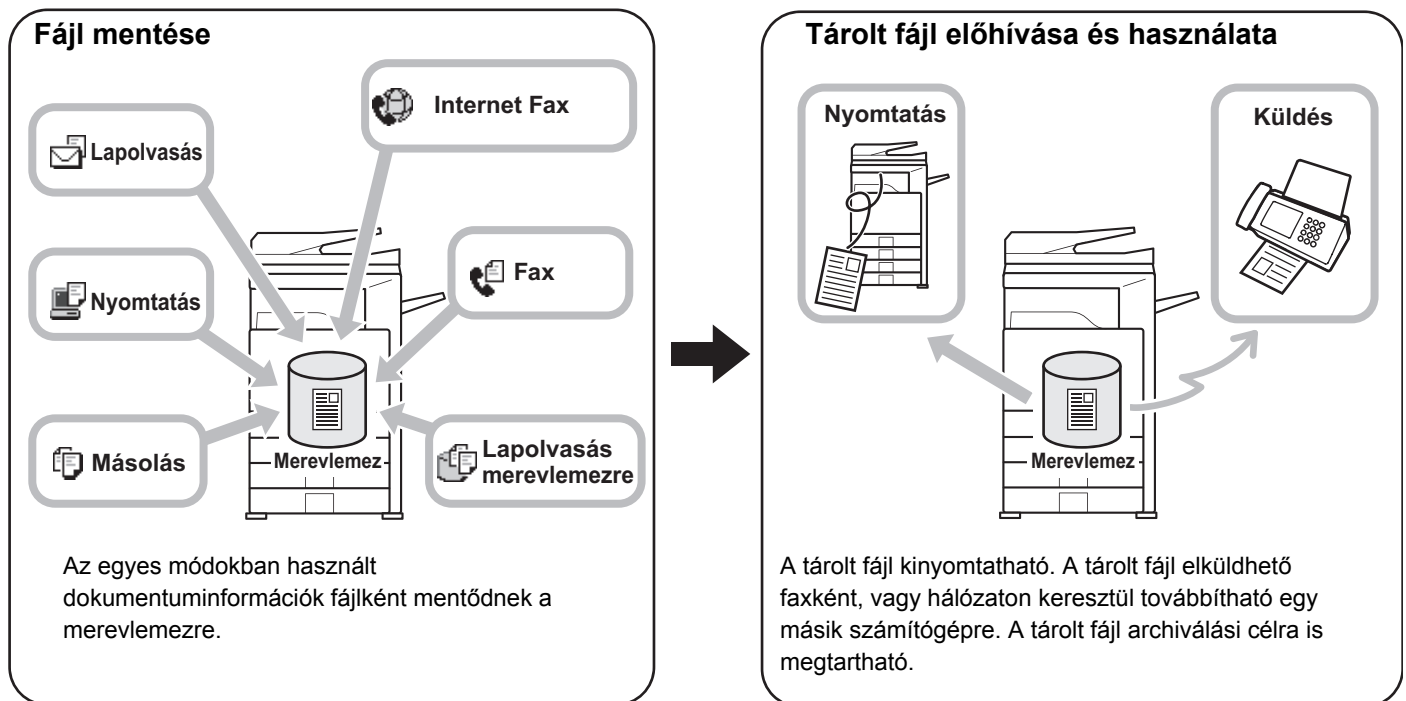 Fájl mentése
Internet Fax
Lapolvasás
Fax
Nyomtatás
Másolás
Merevlemez
Lapolvasás
merevlemezre
Az egyes módokban használt
dokumentuminformációk fájlként mentődnek a
merevlemezre.
Tárolt fájl előhívása és használata
Nyomtatás
Küldés
Merevlemez
A tárolt fájl kinyomtatható. A tárolt fájl elküldhető
faxként, vagy hálózaton keresztül továbbítható egy
másik számítógépre. A tárolt fájl archiválási célra is
megtartható.